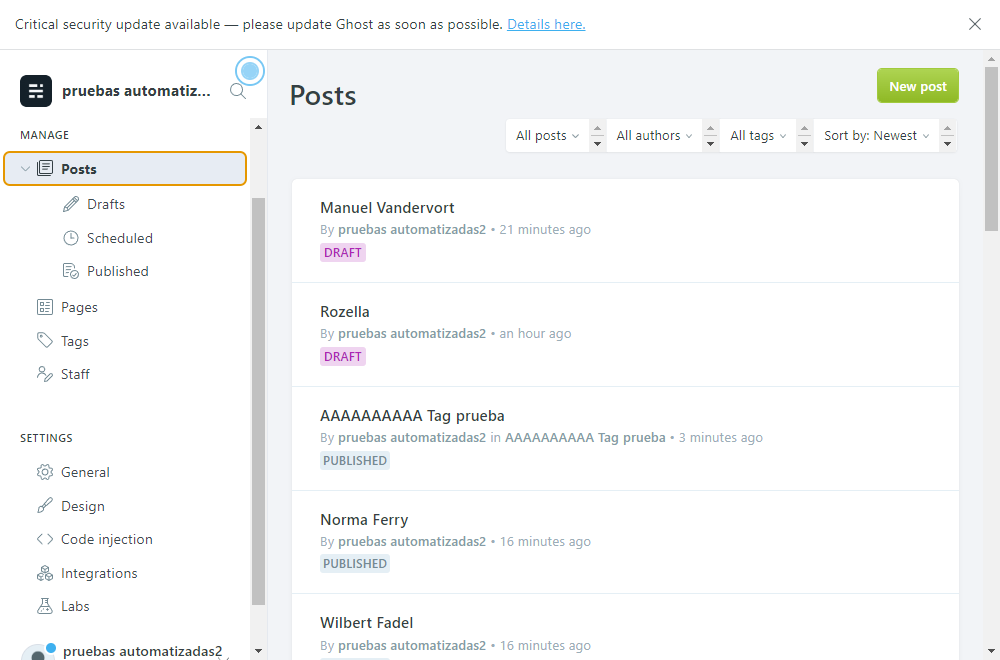 Critical security update available — please update Ghost as soon as possible. Details here.
pruebas automatiz...
MANAGE
Posts
Drafts
Scheduled
Published
Pages
Tags
Staff
SETTINGS
General
Design
Code injection
Integrations
Labs
pruebas automatizadas2
Posts
New post
All posts
All authors
All tags
Sort by: Newest
Manuel Vandervort
By pruebas automatizadas2 • 21 minutes ago
DRAFT
Rozella
By pruebas automatizadas2 • an hour ago
DRAFT
AAAAAAAAAA Tag prueba
By pruebas automatizadas2 in AAAAAAAAAA Tag prueba • 3 minutes ago
PUBLISHED
Norma Ferry
By pruebas automatizadas2 • 16 minutes ago
PUBLISHED
Wilbert Fadel
By pruebas automatizadas2 • 16 minutes ago